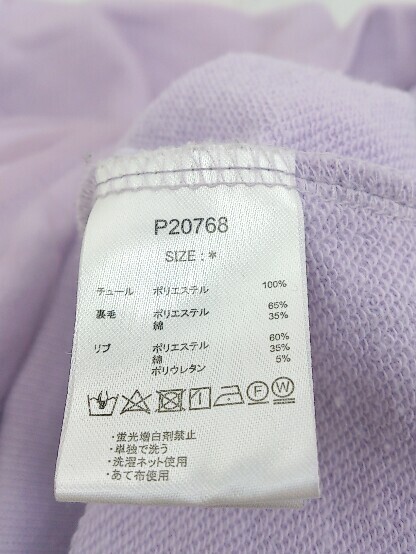 P20768
SIZE : *
チュール ポリエステル 100%
裏毛 ポリエステル 65%
綿 35%
リブ ポリエステル 60%
綿 35%
ポリウレタン 5%
F W
・蛍光増白剤禁止
・単独で洗う
・洗濯ネット使用
・あて布使用